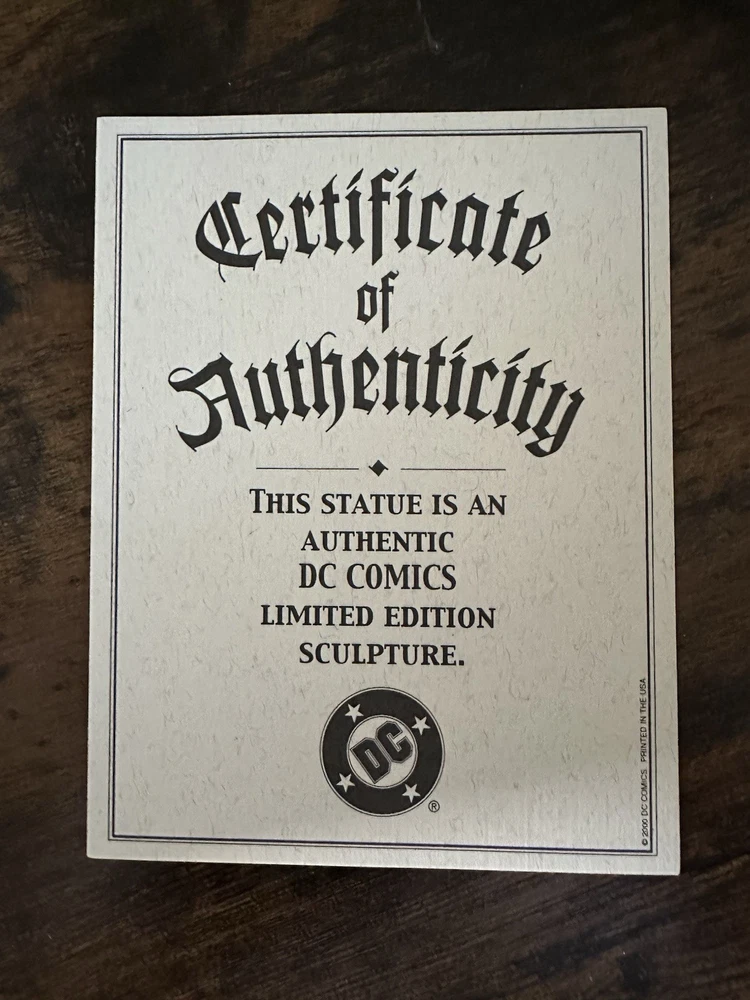 Certificate
of
Authenticity
THIS STATUE IS AN
AUTHENTIC
DC COMICS
LIMITED EDITION
SCULPTURE.
DC
®
© 2000 DC COMICS. PRINTED IN THE USA